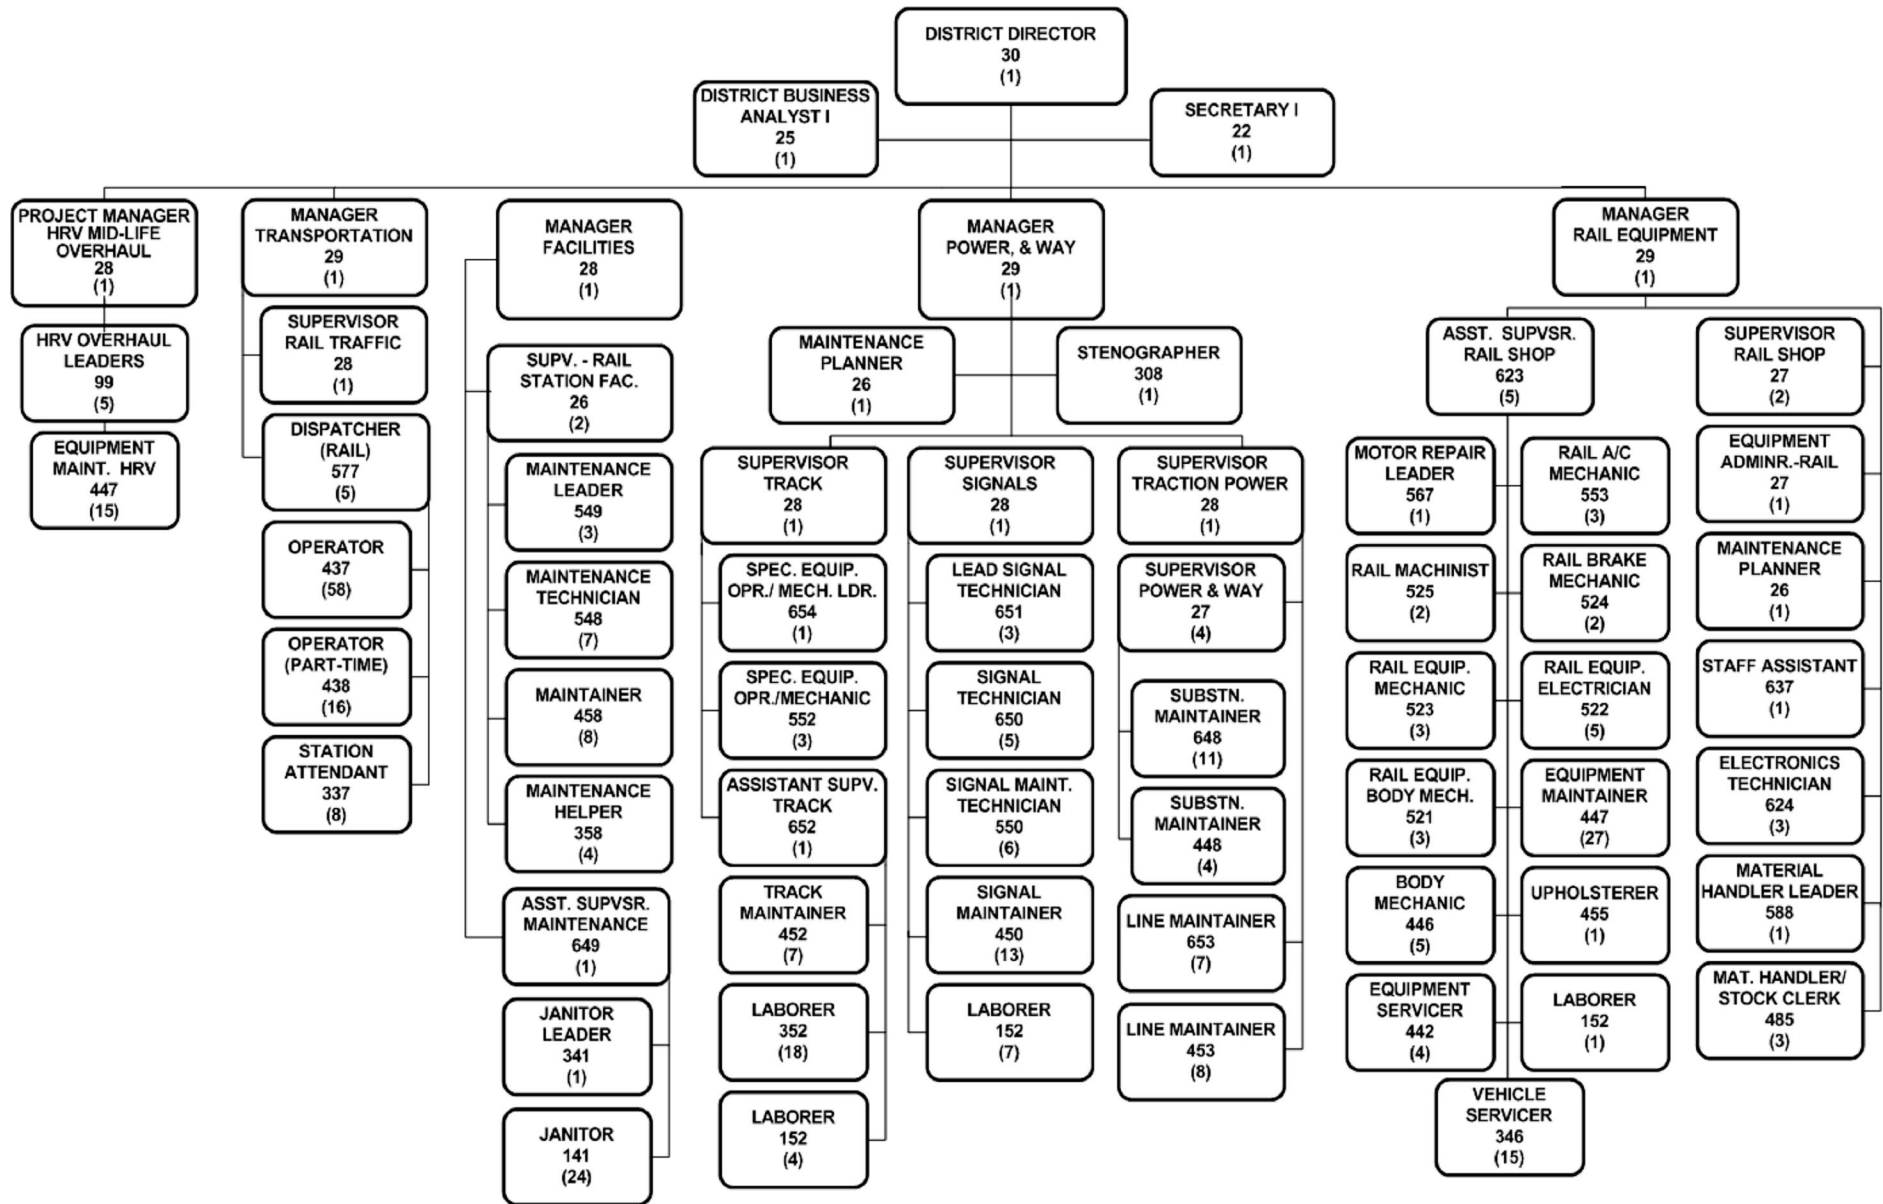 DISTRICT DIRECTOR
30
(1)
DISTRICT BUSINESS
ANALYST I
25
(1)
SECRETARY I
22
(1)
PROJECT MANAGER
HRV MID-LIFE
OVERHAUL
28
(1)
HRV OVERHAUL
LEADERS
99
(5)
EQUIPMENT
MAINT. HRV
447
(15)
MANAGER
TRANSPORTATION
29
(1)
SUPERVISOR
RAIL TRAFFIC
28
(1)
DISPATCHER
(RAIL)
577
(5)
OPERATOR
437
(58)
OPERATOR
(PART-TIME)
438
(16)
STATION
ATTENDANT
337
(8)
MANAGER
FACILITIES
28
(1)
SUPV. - RAIL
STATION FAC.
26
(2)
MAINTENANCE
LEADER
549
(3)
MAINTENANCE
TECHNICIAN
548
(7)
MAINTAINER
458
(8)
MAINTENANCE
HELPER
358
(4)
ASST. SUPVSR.
MAINTENANCE
649
(1)
JANITOR
LEADER
341
(1)
JANITOR
141
(24)
MANAGER
POWER, & WAY
29
(1)
MAINTENANCE
PLANNER
26
(1)
STENOGRAPHER
308
(1)
SUPERVISOR
TRACK
28
(1)
SPEC. EQUIP.
OPR./ MECH. LDR.
654
(1)
SPEC. EQUIP.
OPR./MECHANIC
552
(3)
ASSISTANT SUPV.
TRACK
652
(1)
TRACK
MAINTAINER
452
(7)
LABORER
352
(18)
LABORER
152
(4)
SUPERVISOR
SIGNALS
28
(1)
LEAD SIGNAL
TECHNICIAN
651
(3)
SIGNAL
TECHNICIAN
650
(5)
SIGNAL MAINT.
TECHNICIAN
550
(6)
SIGNAL
MAINTAINER
450
(13)
LABORER
152
(7)
SUPERVISOR
TRACTION POWER
28
(1)
SUPERVISOR
POWER & WAY
27
(4)
SUBSTN.
MAINTAINER
648
(11)
SUBSTN.
MAINTAINER
448
(4)
LINE MAINTAINER
653
(7)
LINE MAINTAINER
453
(8)
MANAGER
RAIL EQUIPMENT
29
(1)
ASST. SUPVSR.
RAIL SHOP
623
(5)
MOTOR REPAIR
LEADER
567
(1)
RAIL A/C
MECHANIC
553
(3)
RAIL MACHINIST
525
(2)
RAIL BRAKE
MECHANIC
524
(2)
RAIL EQUIP.
MECHANIC
523
(3)
RAIL EQUIP.
ELECTRICIAN
522
(5)
RAIL EQUIP.
BODY MECH.
521
(3)
EQUIPMENT
MAINTAINER
447
(27)
BODY
MECHANIC
446
(5)
UPHOLSTERER
455
(1)
EQUIPMENT
SERVICER
442
(4)
LABORER
152
(1)
VEHICLE
SERVICER
346
(15)
SUPERVISOR
RAIL SHOP
27
(2)
EQUIPMENT
ADMINR.-RAIL
27
(1)
MAINTENANCE
PLANNER
26
(1)
STAFF ASSISTANT
637
(1)
ELECTRONICS
TECHNICIAN
624
(3)
MATERIAL
HANDLER LEADER
588
(1)
MAT. HANDLER/
STOCK CLERK
485
(3)